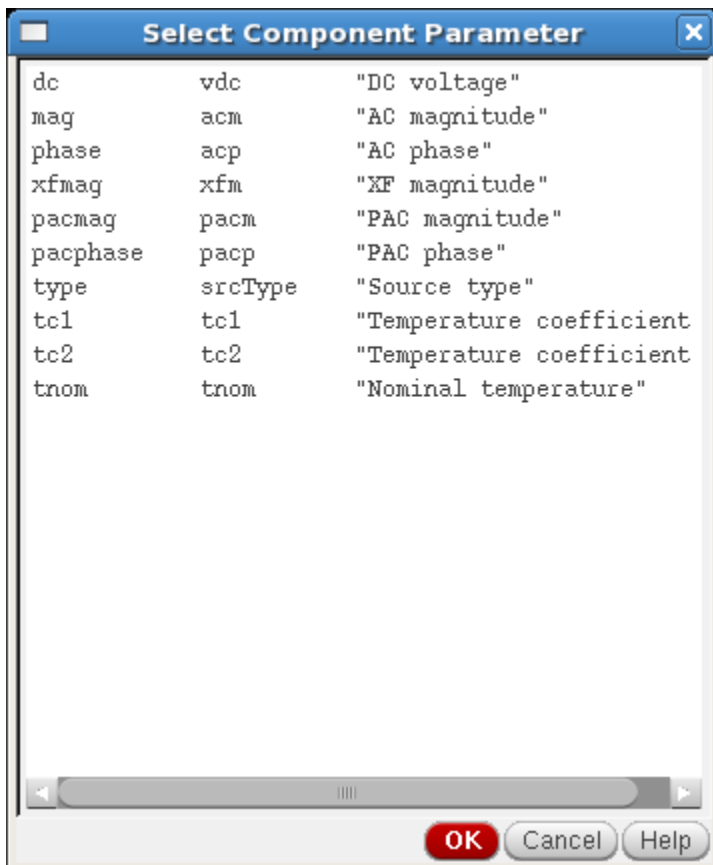 Select Component Parameter
dc vdc "DC voltage"
mag acm "AC magnitude"
phase acp "AC phase"
xfmag xfm "XF magnitude"
pacmag pacm "PAC magnitude"
pacphase pacp "PAC phase"
type srcType "Source type"
tc1 tc1 "Temperature coefficient
tc2 tc2 "Temperature coefficient
tnom tnom "Nominal temperature"
OK Cancel Help